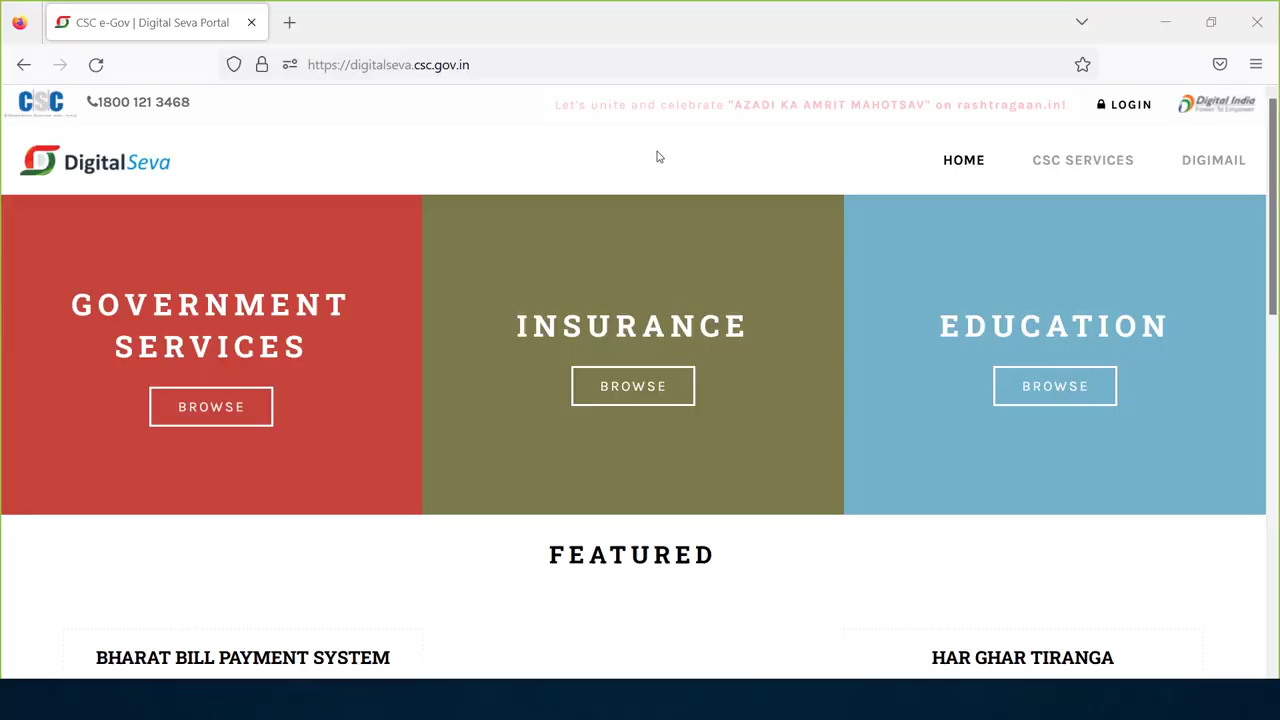 CSC e-Gov | Digital Seva Portal
https://digitalseva.csc.gov.in
CSC
1800 121 3468
Let's unite and celebrate "AZADI KA AMRIT MAHOTSAV" on rashtragaan.in!
LOGIN
Digital India
Power To Empower
DigitalSeva
HOME
CSC SERVICES
DIGIMAIL
GOVERNMENT
SERVICES
BROWSE
INSURANCE
BROWSE
EDUCATION
BROWSE
FEATURED
BHARAT BILL PAYMENT SYSTEM
HAR GHAR TIRANGA